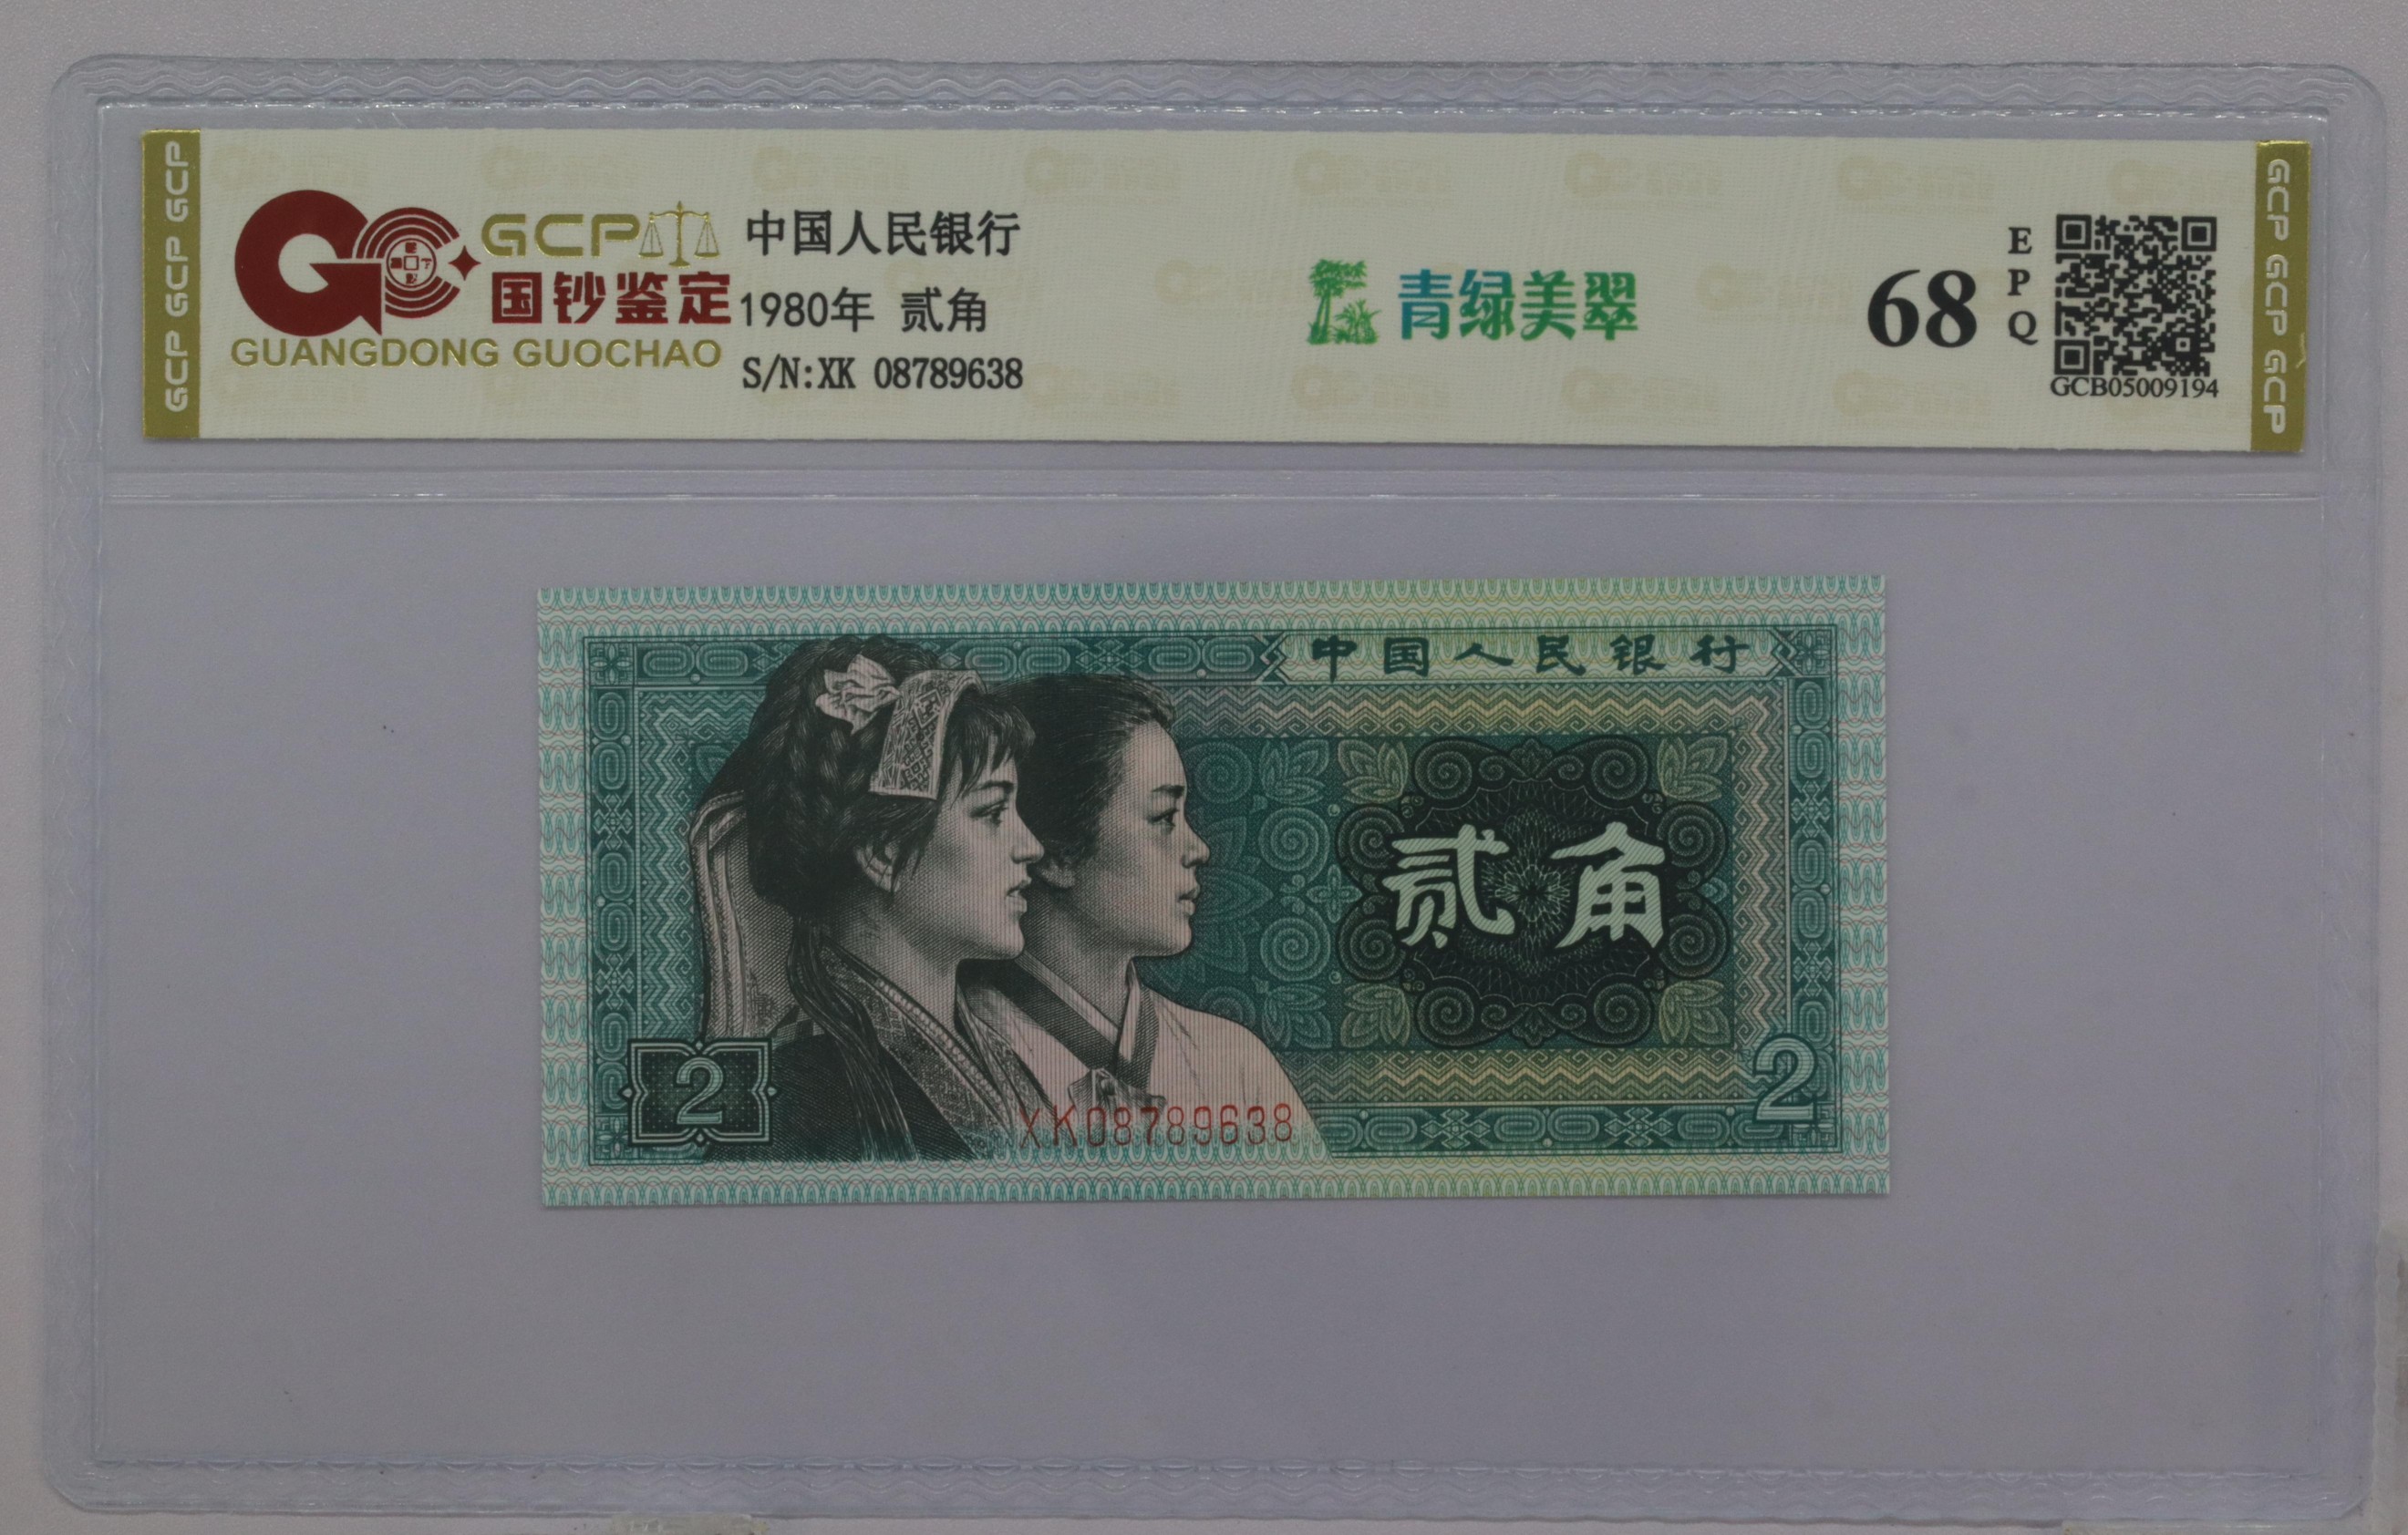 GCP GCP GCP
GCP
国钞鉴定
GUANGDONG GUOCHAO
中国人民银行
1980年 贰角
S/N:XK 08789638
青绿美翠
68
EPQ
GCB05009194
GCP GCP GCP
中国人民银行
贰角
2
2
XK08789638